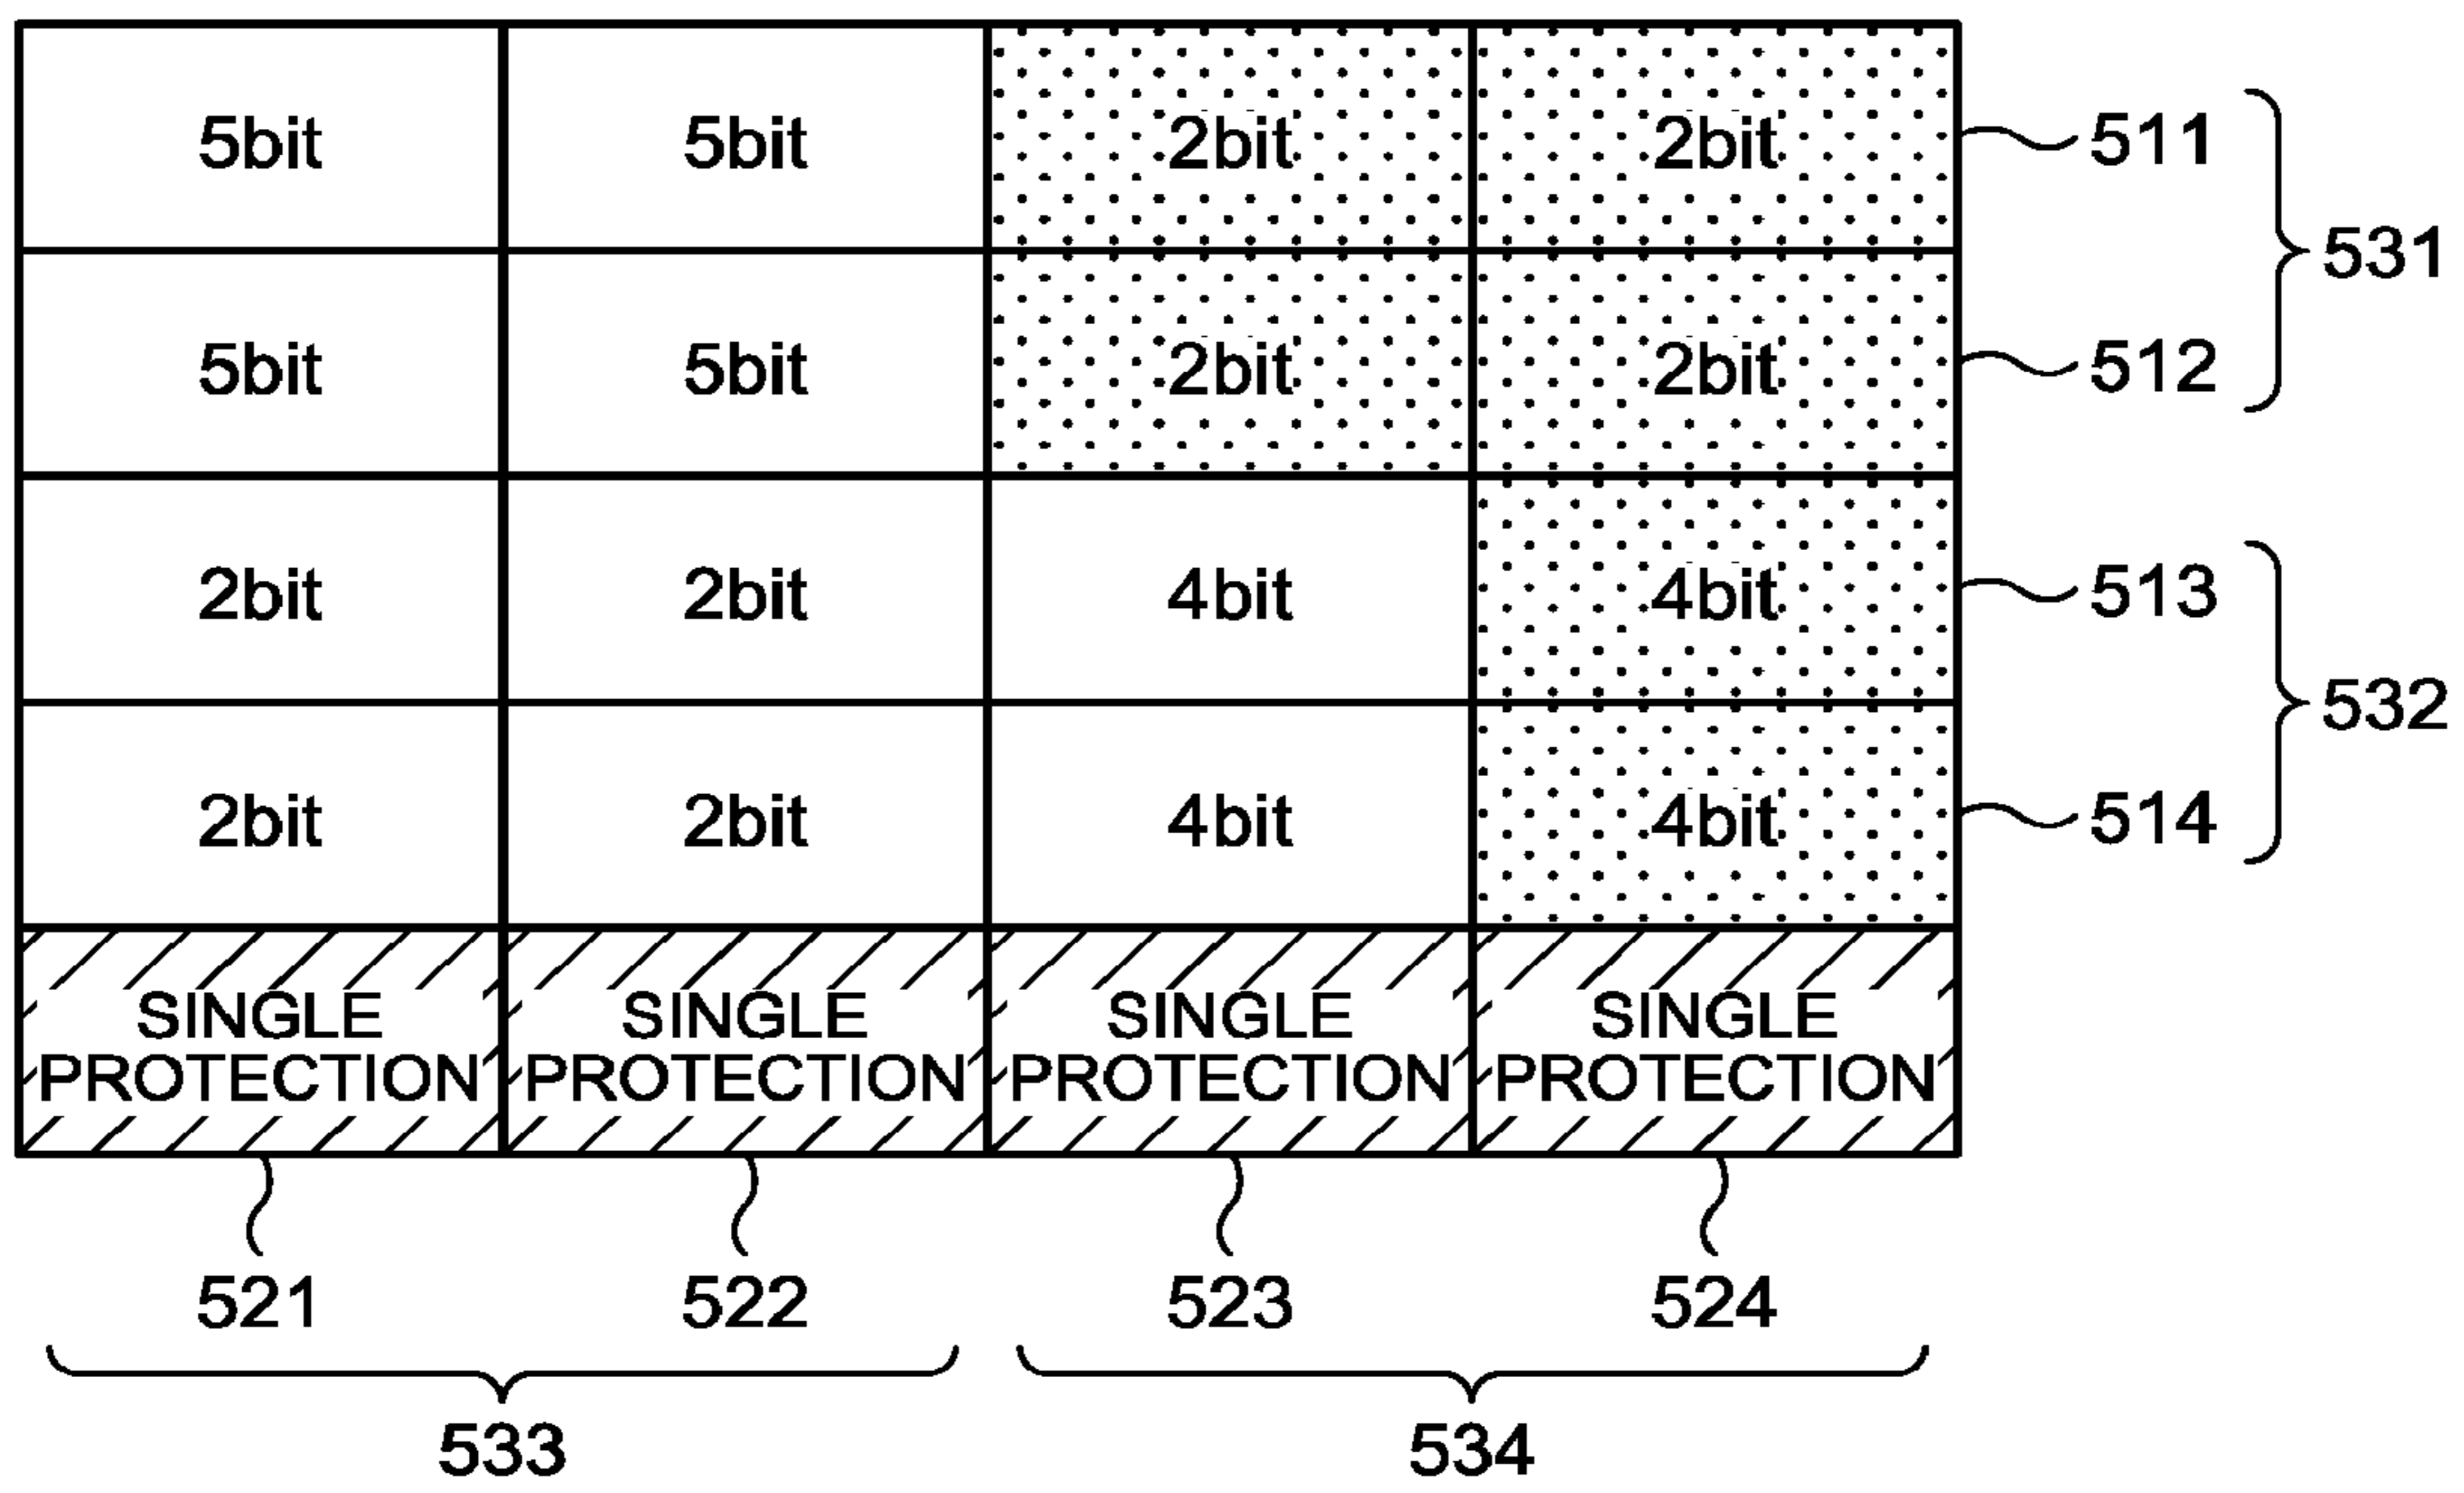 5bit 5bit 2bit 2bit 511
531
5bit 5bit 2bit 2bit 512
2bit 2bit 4bit 4bit 513
532
2bit 2bit 4bit 4bit 514
SINGLE SINGLE SINGLE SINGLE
PROTECTION PROTECTION PROTECTION PROTECTION
521 522 523 524
533 534